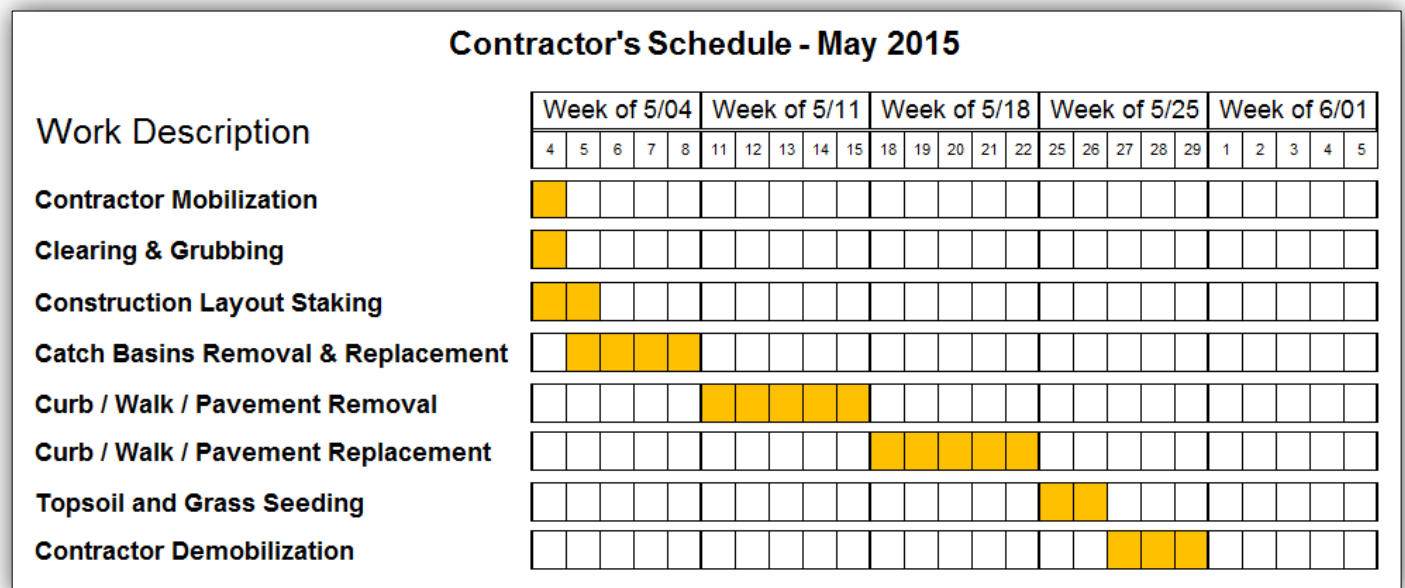 Contractor's Schedule - May 2015
Work Description
Week of 5/04 Week of 5/11 Week of 5/18 Week of 5/25 Week of 6/01
4 5 6 7 8 11 12 13 14 15 18 19 20 21 22 25 26 27 28 29 1 2 3 4 5
Contractor Mobilization
Clearing & Grubbing
Construction Layout Staking
Catch Basins Removal & Replacement
Curb / Walk / Pavement Removal
Curb / Walk / Pavement Replacement
Topsoil and Grass Seeding
Contractor Demobilization